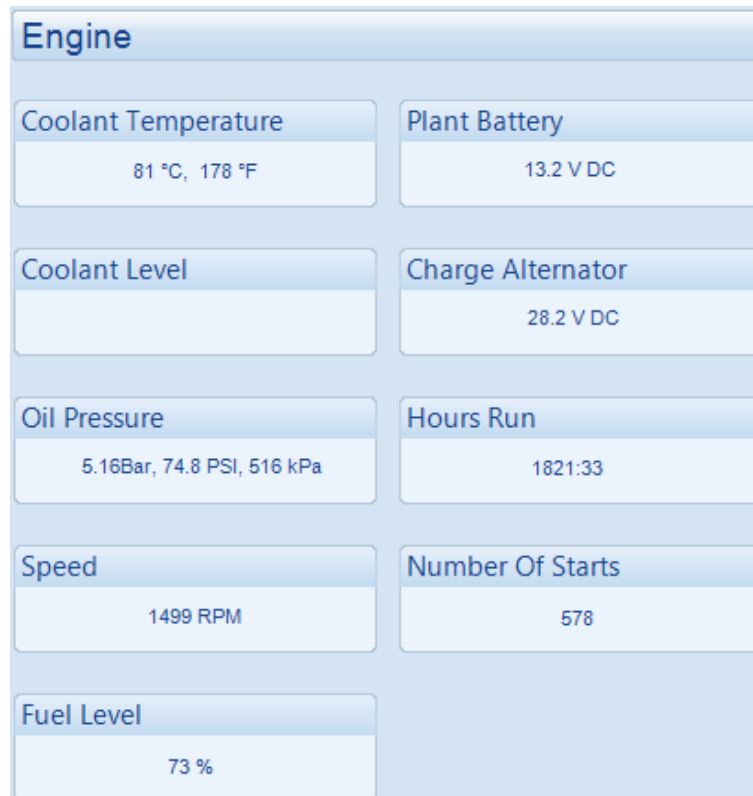 Engine
Coolant Temperature
81 °C,  178 °F
Plant Battery
13.2 V DC
Coolant Level
Charge Alternator
28.2 V DC
Oil Pressure
5.16Bar, 74.8 PSI, 516 kPa
Hours Run
1821:33
Speed
1499 RPM
Number Of Starts
578
Fuel Level
73 %